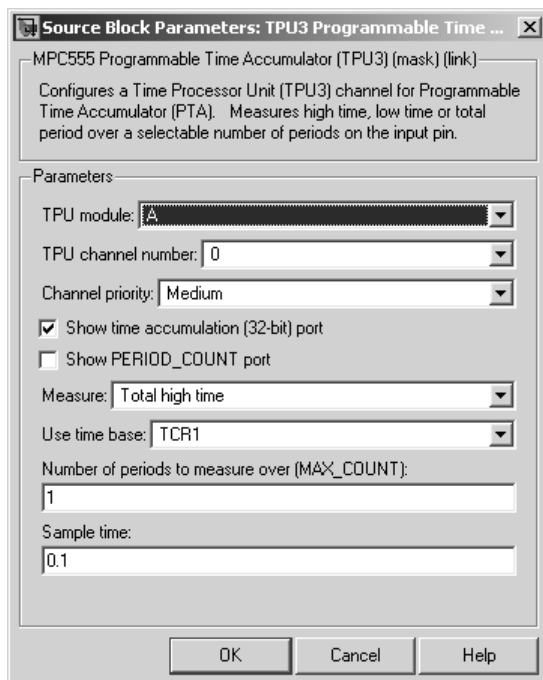 Source Block Parameters: TPU3 Programmable Time ...
MPC555 Programmable Time Accumulator (TPU3) (mask) (link)
Configures a Time Processor Unit (TPU3) channel for Programmable
Time Accumulator (PTA). Measures high time, low time or total
period over a selectable number of periods on the input pin.
Parameters
TPU module: A
TPU channel number: 0
Channel priority: Medium
Show time accumulation (32-bit) port
Show PERIOD_COUNT port
Measure: Total high time
Use time base: TCR1
Number of periods to measure over (MAX_COUNT):
1
Sample time:
0.1
OK Cancel Help